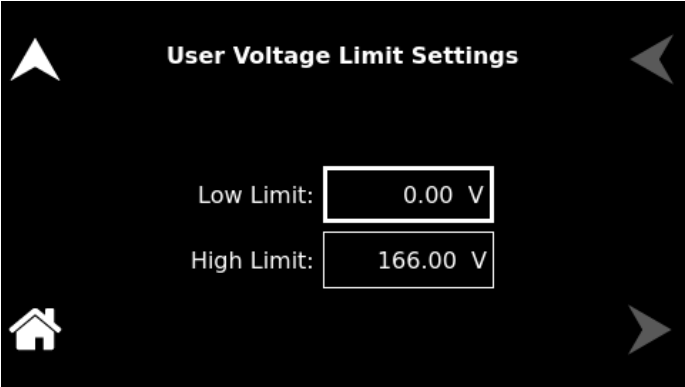 User Voltage Limit Settings
Low Limit: 0.00 V
High Limit: 166.00 V